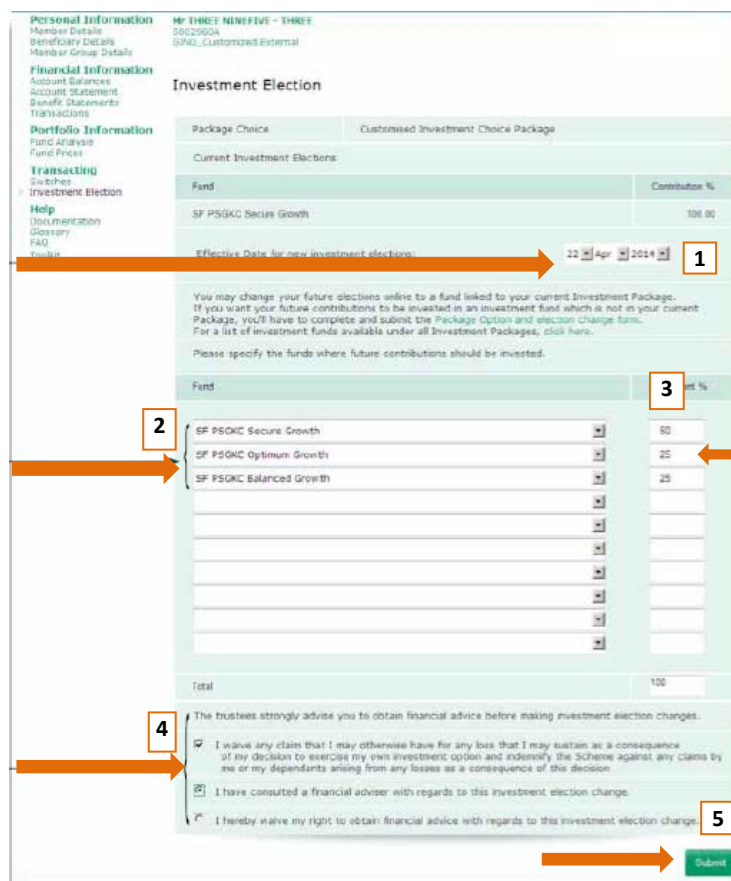 Personal Information
Member Details
Beneficiary Details
Member Group Details
Financial Information
Account Balances
Account Statement
Benefit Statements
Transactions
Portfolio Information
Fund Analysis
Fund Prices
Transacting
Switches
Investment Election
Help
Documentation
Glossary
FAQ
Mr THREE NINEFIVE - THREE
Investment Election
Package Choice Customised Investment Choice Package
Current Investment Elections
Fund Contribution %
SF PSGKC Secure Growth 100.00
Effective Date for new investment elections: 22 Apr 2014 1
You may change your future elections online to a fund linked to your current Investment Package.
If you want your future contributions to be invested in an investment fund which is not in your current
Package, you'll have to complete and submit the Package Option and election change form.
For a list of investment funds available under all Investment Packages, click here.
Please specify the funds where future contributions should be invested.
Fund 3 %
2
SF PSGKC Secure Growth 50
SF PSGKC Optimum Growth 25
SF PSGKC Balanced Growth 25
Total 100
The trustees strongly advise you to obtain financial advice before making investment election changes.
4
I waive any claim that I may otherwise have for any loss that I may sustain as a consequence
of my decision to exercise my own investment option and indemnify the Scheme against any claims by
me or my dependants arising from any losses as a consequence of this decision
I have consulted a financial adviser with regards to this investment election change.
I hereby waive my right to obtain financial advice with regards to this investment election change.
5
Submit